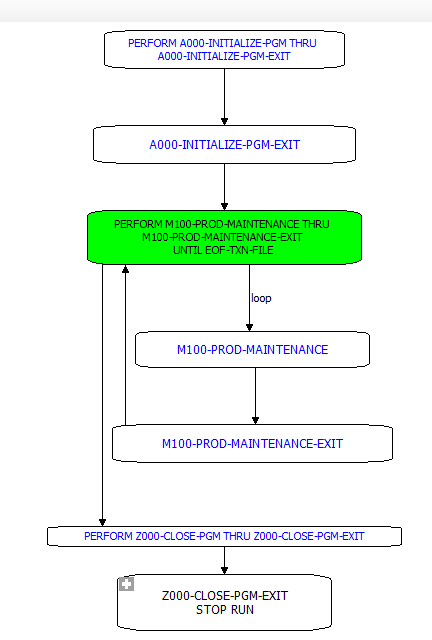 PERFORM A000-INITIALIZE-PGM THRU
A000-INITIALIZE-PGM-EXIT
A000-INITIALIZE-PGM-EXIT
PERFORM M100-PROD-MAINTENANCE THRU
M100-PROD-MAINTENANCE-EXIT
UNTIL EOF-TXN-FILE
loop
M100-PROD-MAINTENANCE
M100-PROD-MAINTENANCE-EXIT
PERFORM Z000-CLOSE-PGM THRU Z000-CLOSE-PGM-EXIT
Z000-CLOSE-PGM-EXIT
STOP RUN